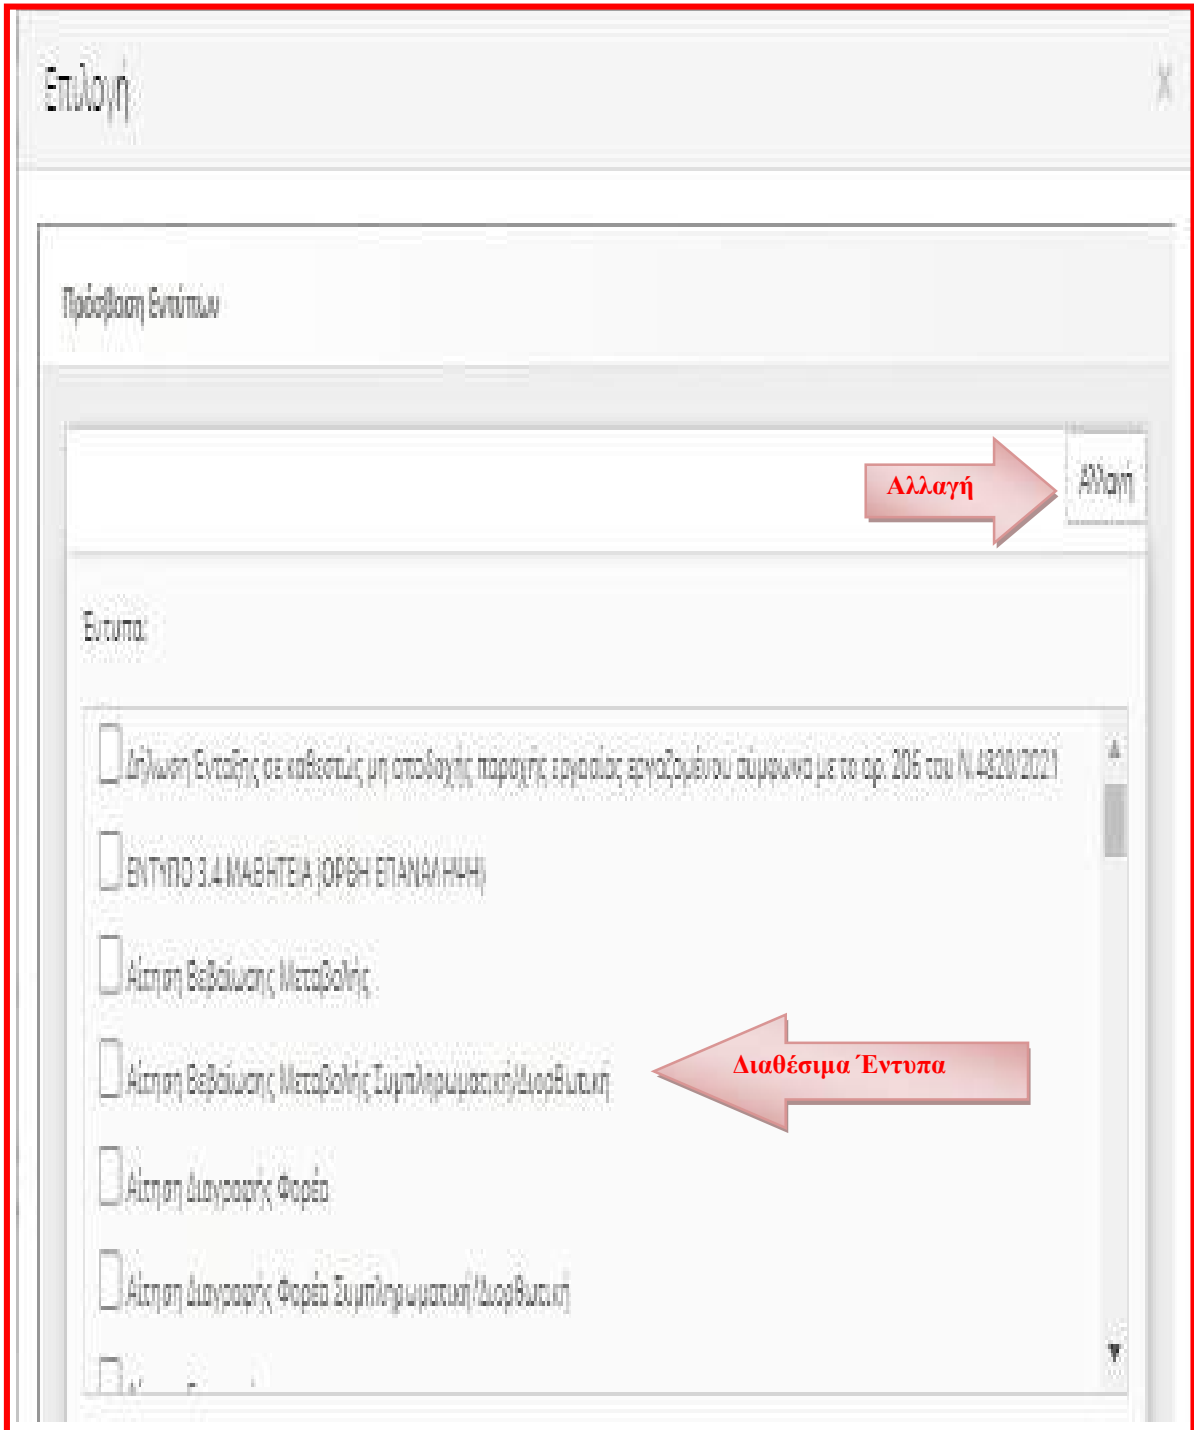 Επιλογή
X
Πρόσβαση Εντύπων
Αλλαγή
Αλλαγή
Έντυπα:
Δήλωση Ένταξης σε καθεστώς μη αποδοχής παροχής εργασίας εργαζομένου σύμφωνα με το αρ. 206 του Ν.4820/2021
ΕΝΤΥΠΟ 3.4 ΜΑΘΗΤΕΙΑ (ΟΡΘΗ ΕΠΑΝΑΛΗΨΗ)
Αίτηση Βεβαίωσης Μεταβολής
Αίτηση Βεβαίωσης Μεταβολής Συμπληρωματική/Διορθωτική
Διαθέσιμα Έντυπα
Αίτηση Διαγραφής Φορέα
Αίτηση Διαγραφής Φορέα Συμπληρωματική/Διορθωτική